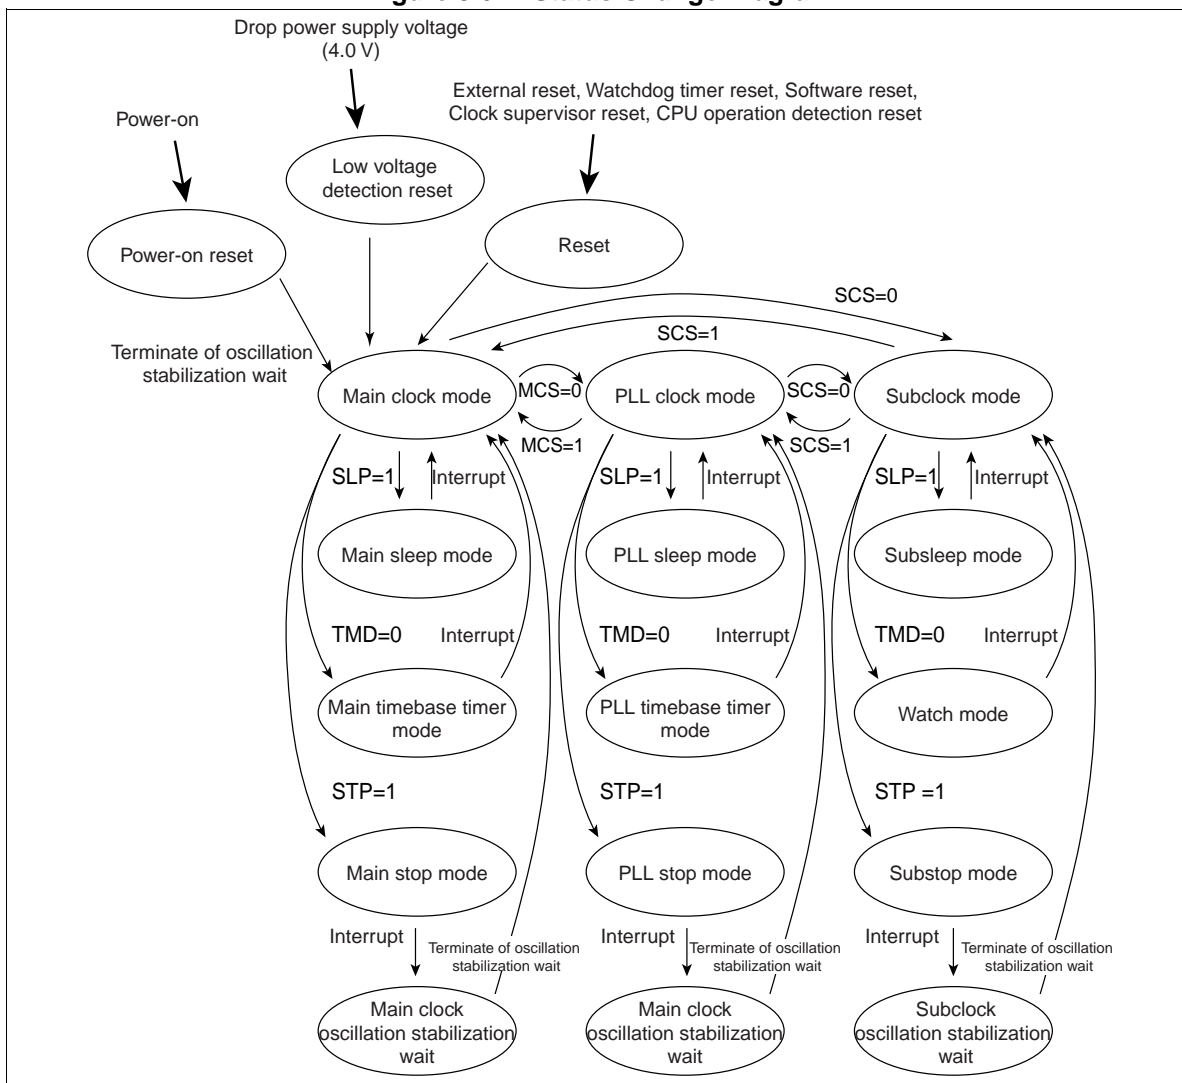 Drop power supply voltage
(4.0 V)
External reset, Watchdog timer reset, Software reset,
Clock supervisor reset, CPU operation detection reset
Power-on
Low voltage
detection reset
Power-on reset
Reset
SCS=0
SCS=1
Terminate of oscillation
stabilization wait
Main clock mode
MCS=0
MCS=1
PLL clock mode
SCS=0
SCS=1
Subclock mode
SLP=1
Interrupt
SLP=1
Interrupt
SLP=1
Interrupt
Main sleep mode
PLL sleep mode
Subsleep mode
TMD=0
Interrupt
TMD=0
Interrupt
TMD=0
Interrupt
Main timebase timer
mode
PLL timebase timer
mode
Watch mode
STP=1
STP=1
STP =1
Main stop mode
PLL stop mode
Substop mode
Interrupt
Terminate of oscillation
stabilization wait
Interrupt
Terminate of oscillation
stabilization wait
Interrupt
Terminate of oscillation
stabilization wait
Main clock
oscillation stabilization
wait
Main clock
oscillation stabilization
wait
Subclock
oscillation stabilization
wait